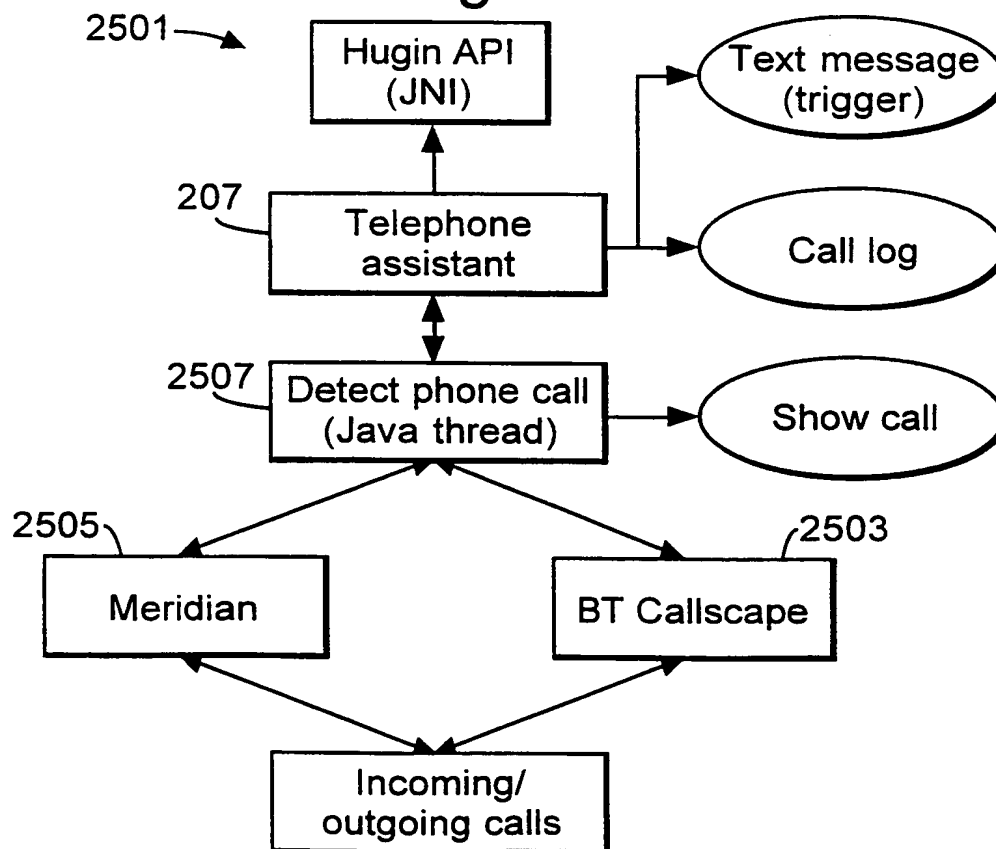 2501
Hugin API
(JNI)
Text message
(trigger)
207
Telephone
assistant
Call log
2507
Detect phone call
(Java thread)
Show call
2505
2503
Meridian
BT Callscape
Incoming/
outgoing calls